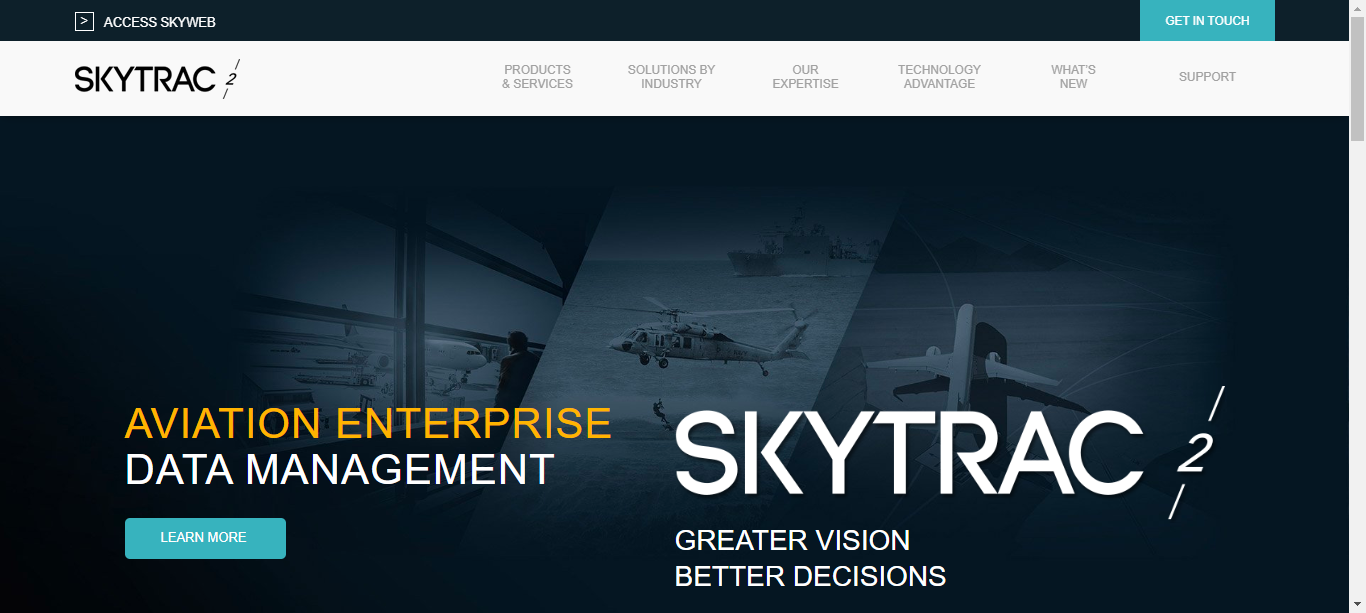 > ACCESS SKYWEB
GET IN TOUCH
SKYTRAC /2/
PRODUCTS
& SERVICES
SOLUTIONS BY
INDUSTRY
OUR
EXPERTISE
TECHNOLOGY
ADVANTAGE
WHAT'S
NEW
SUPPORT
AVIATION ENTERPRISE
DATA MANAGEMENT
LEARN MORE
SKYTRAC /2/
GREATER VISION
BETTER DECISIONS